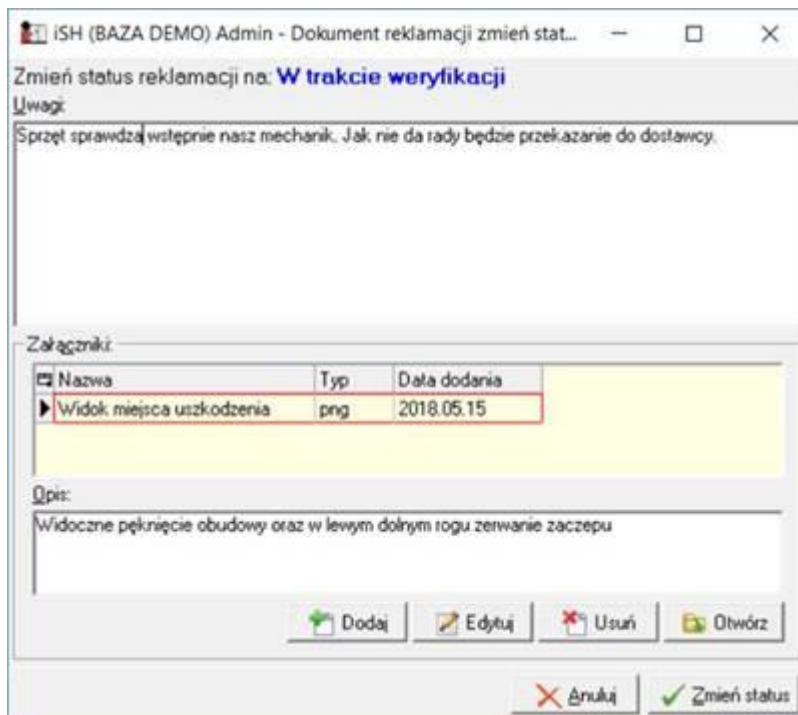 iSH (BAZA DEMO) Admin - Dokument reklamacji zmień stat...
Zmień status reklamacji na: W trakcie weryfikacji
Uwagi:
Sprzęt sprawdza wstępnie nasz mechanik. Jak nie da rady będzie przekazanie do dostawcy.
Załączniki:
Nazwa Typ Data dodania
Widok miejsca uszkodzenia png 2018.05.15
Opis:
Widoczne pęknięcie obudowy oraz w lewym dolnym rogu zerwanie zaczepu
Dodaj Edytuj Usuń Otwórz
Anuluj Zmień status